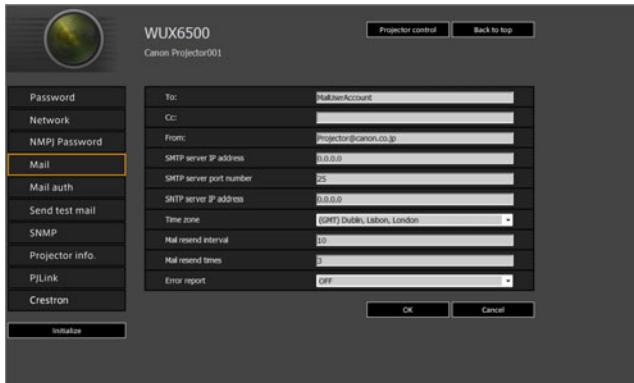 WUX6500
Projector control
Back to top
Canon Projector001
Password
Network
NMPJ Password
Mail
Mail auth
Send test mail
SNMP
Projector info.
PJLink
Crestron
Initialize
To: MailUserAccount
Cc:
From: Projector@canon.co.jp
SMTP server IP address 0.0.0.0
SMTP server port number 25
SNTP server IP address 0.0.0.0
Time zone (GMT) Dublin, Lisbon, London
Mail resend interval 10
Mail resend times 3
Error report OFF
OK
Cancel